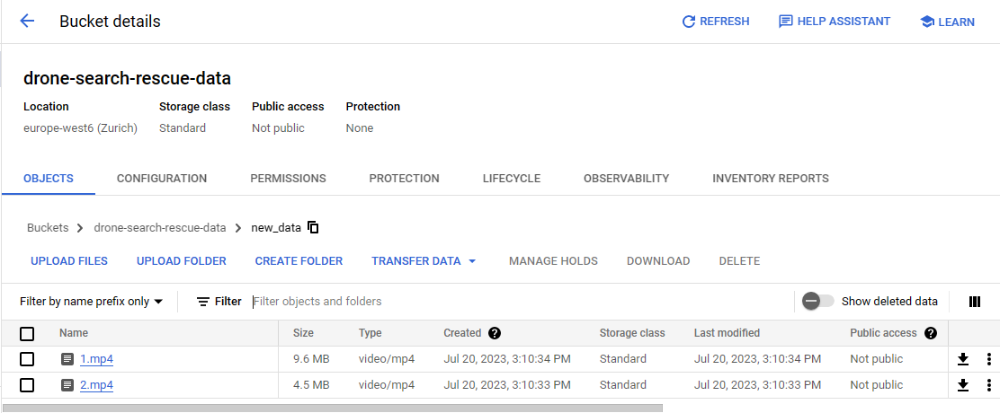 Bucket details REFRESH HELP ASSISTANT LEARN
drone-search-rescue-data
Location Storage class Public access Protection
europe-west6 (Zurich) Standard Not public None
OBJECTS CONFIGURATION PERMISSIONS PROTECTION LIFECYCLE OBSERVABILITY INVENTORY REPORTS
Buckets > drone-search-rescue-data > new_data
UPLOAD FILES UPLOAD FOLDER CREATE FOLDER TRANSFER DATA MANAGE HOLDS DOWNLOAD DELETE
Filter by name prefix only Filter Filter objects and folders Show deleted data
Name Size Type Created Storage class Last modified Public access
1.mp4 9.6 MB video/mp4 Jul 20, 2023, 3:10:34 PM Standard Jul 20, 2023, 3:10:34 PM Not public
2.mp4 4.5 MB video/mp4 Jul 20, 2023, 3:10:33 PM Standard Jul 20, 2023, 3:10:33 PM Not public